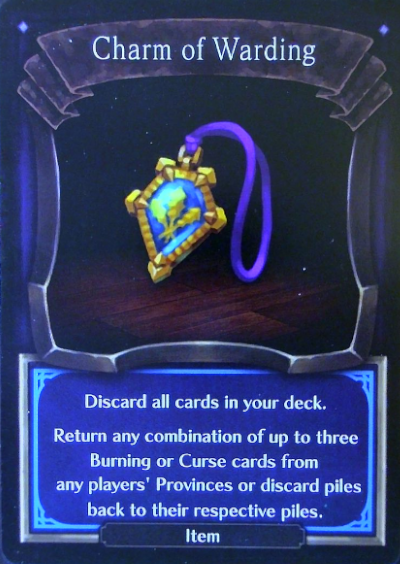 Charm of Warding
Discard all cards in your deck.
Return any combination of up to three
Burning or Curse cards from
any players' Provinces or discard piles
back to their respective piles.
Item